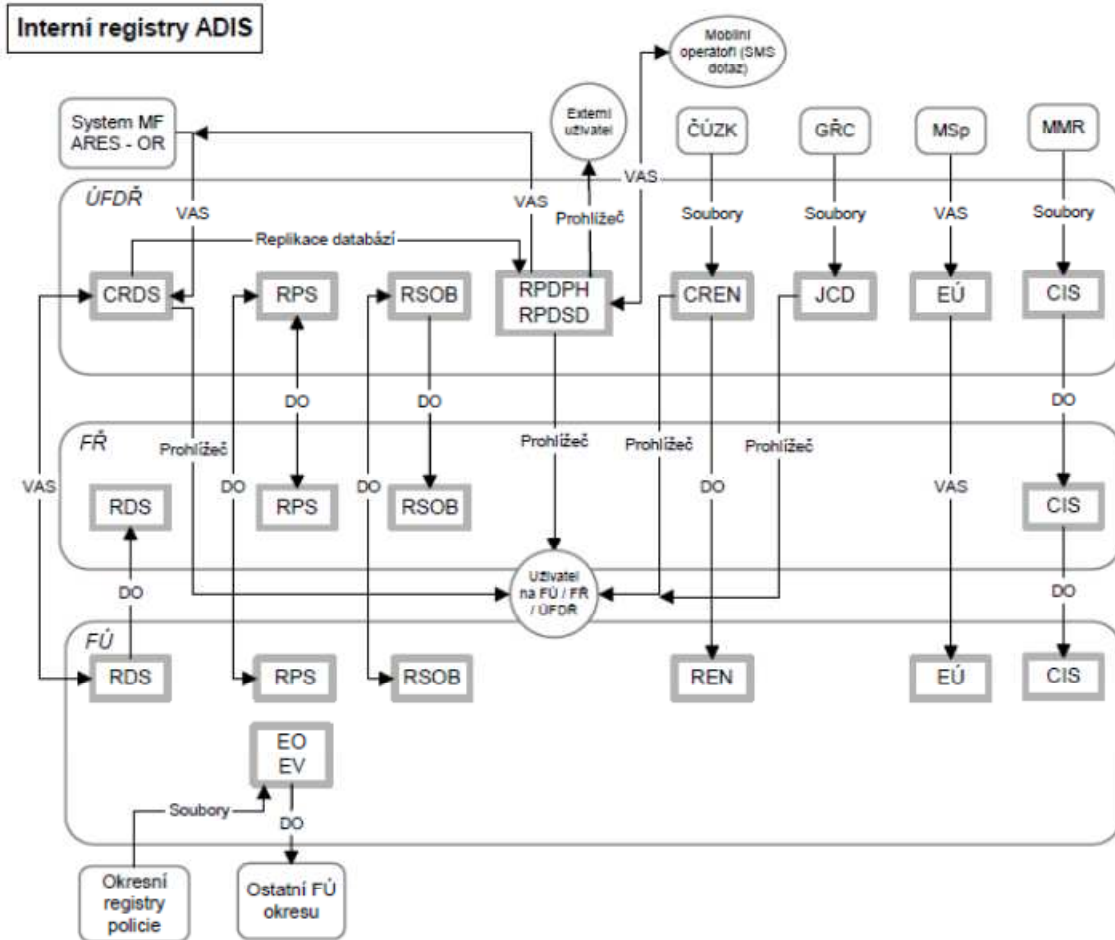 Interní registry ADIS
Mobilní
operátoři (SMS
dotaz)
System MF
ARES - OR
Externí
uživatel
ČÚZK
GŘC
MSp
MMR
ÚFDŘ
VAS
VAS
VAS
Prohlížeč
Soubory
Soubory
VAS
Soubory
Replikace databází
CRDS
RPS
RSOB
RPDPH
RPDSD
CREN
JCD
EÚ
CIS
DO
DO
DO
FŘ
Prohlížeč
Prohlížeč
Prohlížeč
Prohlížeč
VAS
DO
DO
DO
VAS
RDS
RPS
RSOB
CIS
DO
Uživatel
na FÚ / FŘ
/ ÚFDŘ
DO
FÚ
RDS
RPS
RSOB
REN
EÚ
CIS
EO
EV
Soubory
DO
Okresní
registry
policie
Ostatní FÚ
okresu